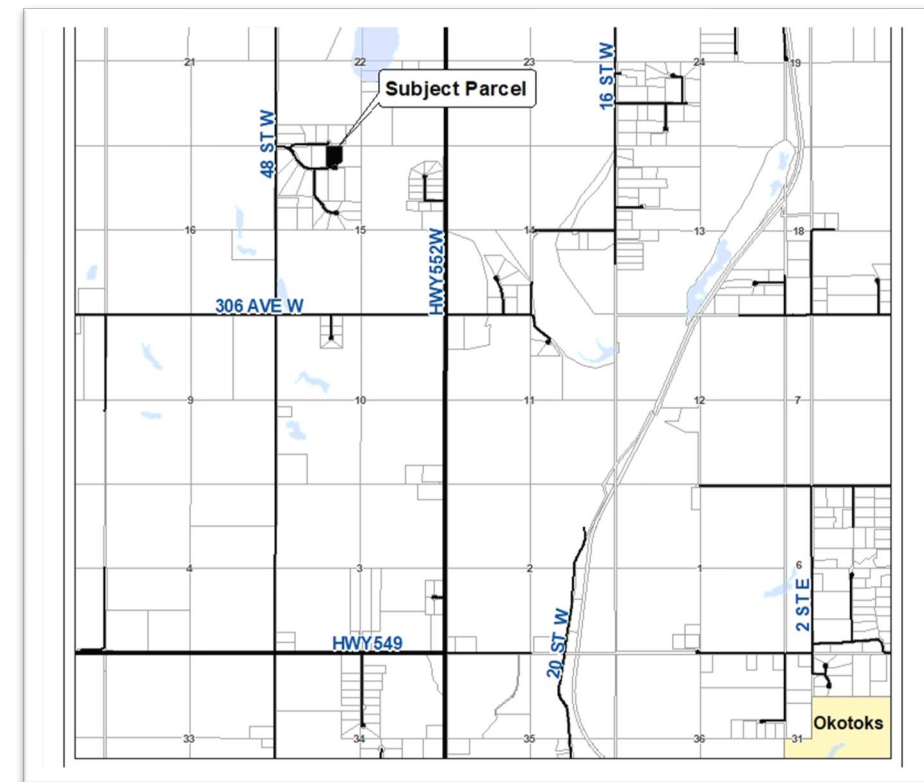 21
22
23
24
19
Subject Parcel
16 ST W
48 ST W
16
15
14
13
18
HWY552W
306 AVE W
9
10
11
12
7
4
3
2
1
6
2 ST E
HWY549
20 ST W
Okotoks
33
34
35
36
31